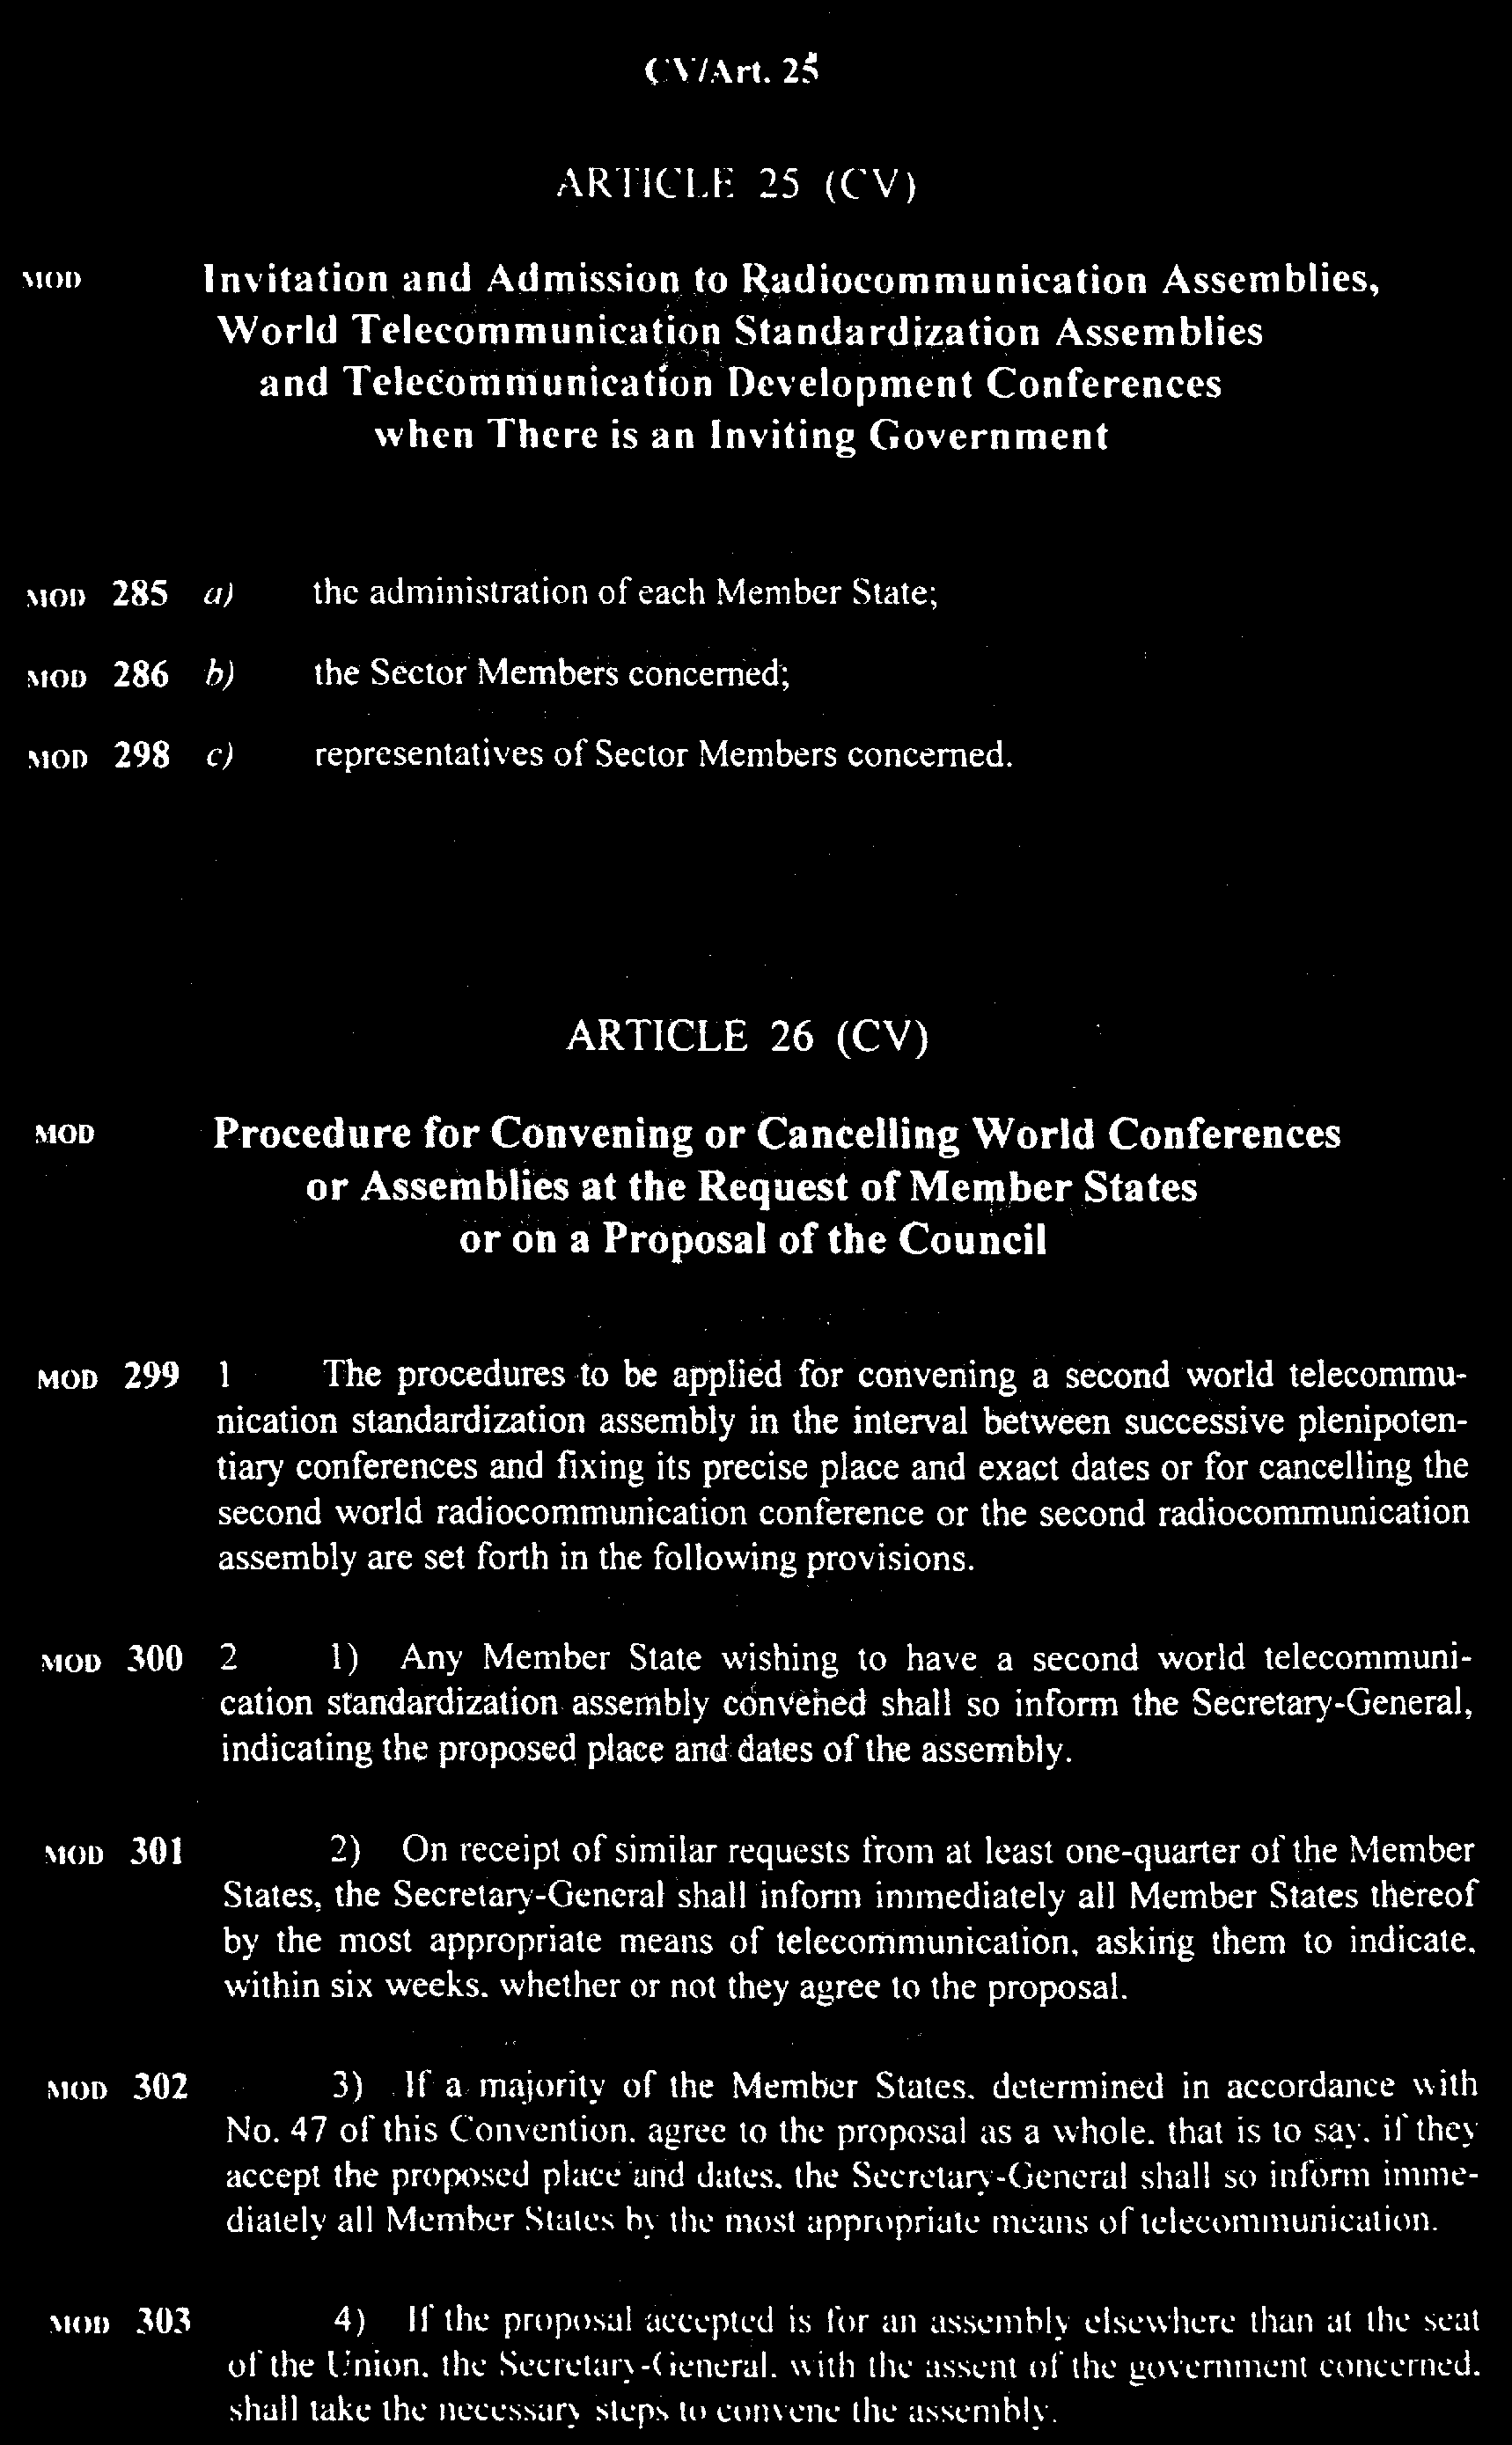 CV/Art. 25
ARTICLE 25 (CV)
MOD Invitation and Admission to Radiocommunication Assemblies,
World Telecommunication Standardization Assemblies
and Telecommunication Development Conferences
when There is an Inviting Government
MOD 285 a) the administration of each Member State;
MOD 286 b) the Sector Members concerned;
MOD 298 c) representatives of Sector Members concerned.
ARTICLE 26 (CV)
MOD Procedure for Convening or Cancelling World Conferences
or Assemblies at the Request of Member States
or on a Proposal of the Council
MOD 299 1 The procedures to be applied for convening a second world telecommu-
nication standardization assembly in the interval between successive plenipoten-
tiary conferences and fixing its precise place and exact dates or for cancelling the
second world radiocommunication conference or the second radiocommunication
assembly are set forth in the following provisions.
MOD 300 2 1) Any Member State wishing to have a second world telecommuni-
cation standardization assembly convened shall so inform the Secretary-General,
indicating the proposed place and dates of the assembly.
MOD 301 2) On receipt of similar requests from at least one-quarter of the Member
States, the Secretary-General shall inform immediately all Member States thereof
by the most appropriate means of telecommunication, asking them to indicate,
within six weeks, whether or not they agree to the proposal.
MOD 302 3) If a majority of the Member States, determined in accordance with
No. 47 of this Convention, agree to the proposal as a whole, that is to say, if they
accept the proposed place and dates, the Secretary-General shall so inform imme-
diately all Member States by the most appropriate means of telecommunication.
MOD 303 4) If the proposal accepted is for an assembly elsewhere than at the seat
of the Union, the Secretary-General, with the assent of the government concerned,
shall take the necessary steps to convene the assembly.